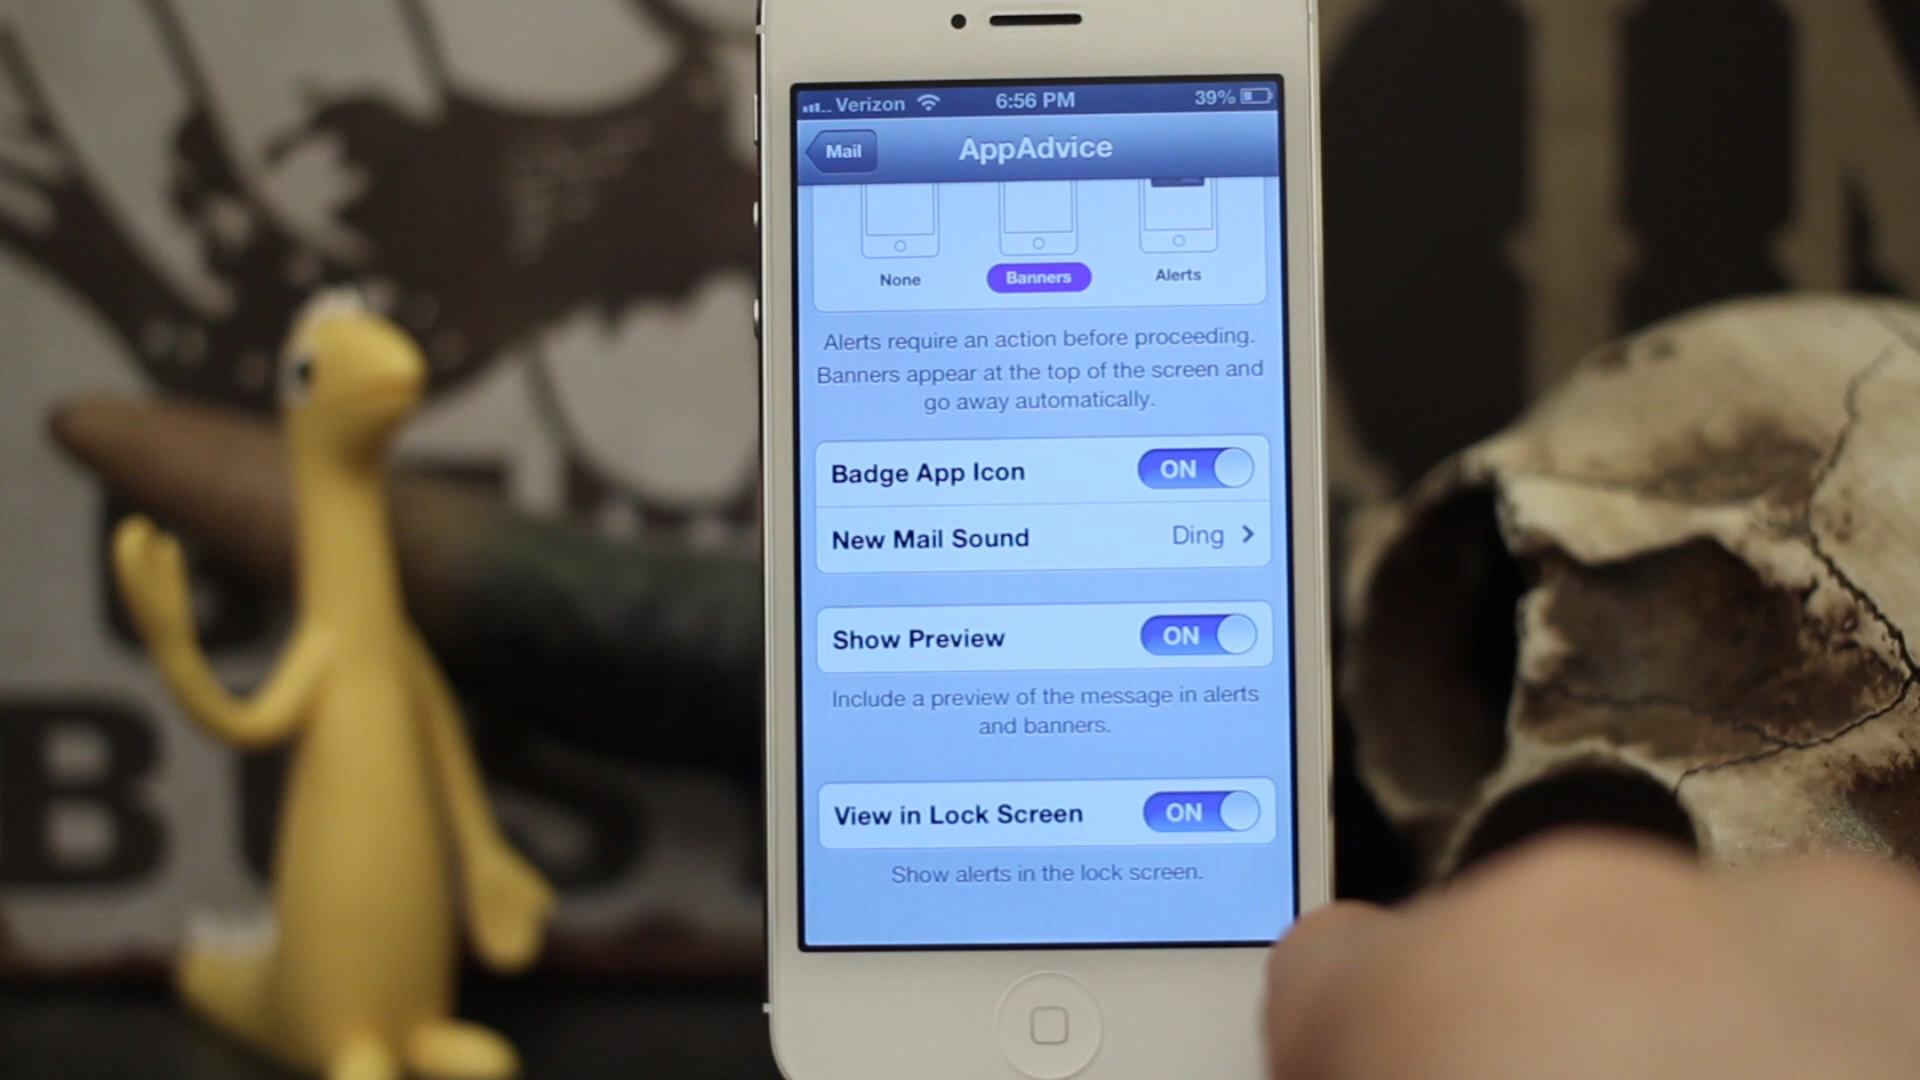 Verizon 6:56 PM 39%
Mail AppAdvice
None Banners Alerts
Alerts require an action before proceeding.
Banners appear at the top of the screen and
go away automatically.
Badge App Icon ON
New Mail Sound Ding
Show Preview ON
Include a preview of the message in alerts
and banners.
View in Lock Screen ON
Show alerts in the lock screen.